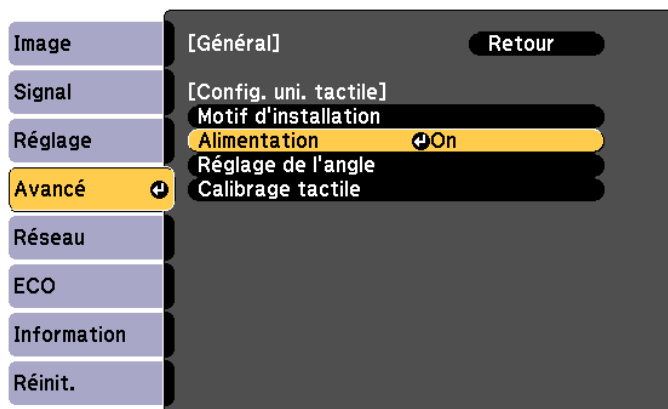 Image
Signal
Réglage
Avancé
Réseau
ECO
Information
Réinit.
[Général] Retour
[Config. uni. tactile]
Motif d'installation
Alimentation On
Réglage de l'angle
Calibrage tactile